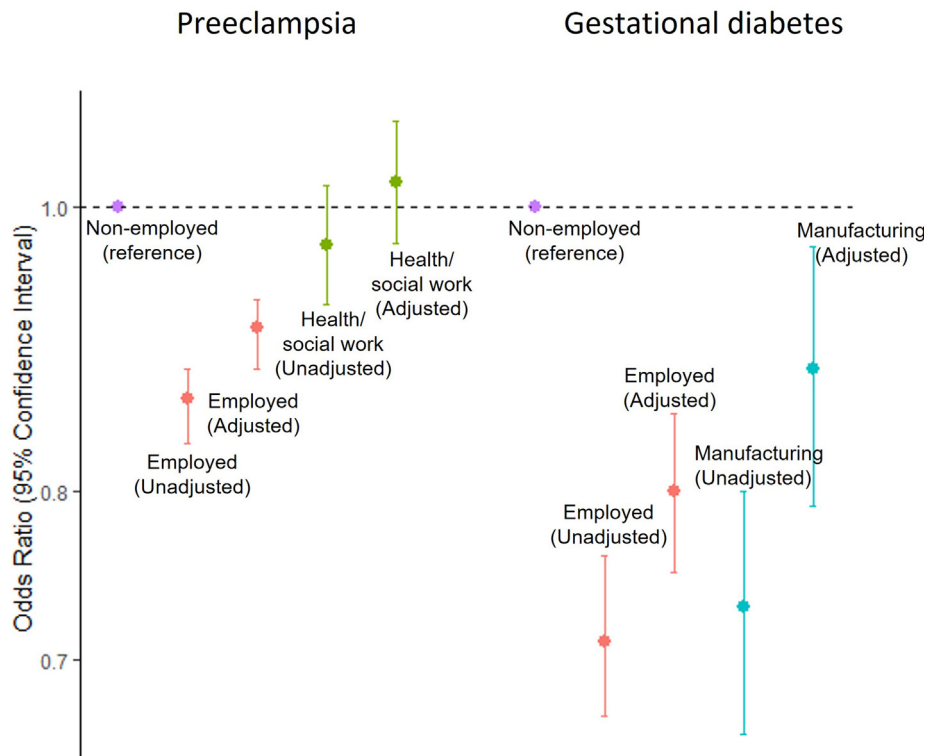 Preeclampsia
Gestational diabetes
Odds Ratio (95% Confidence Interval)
1.0
0.8
0.7
Non-employed
(reference)
Employed
(Unadjusted)
Employed
(Adjusted)
Health/
social work
(Unadjusted)
Health/
social work
(Adjusted)
Non-employed
(reference)
Employed
(Unadjusted)
Employed
(Adjusted)
Manufacturing
(Unadjusted)
Manufacturing
(Adjusted)